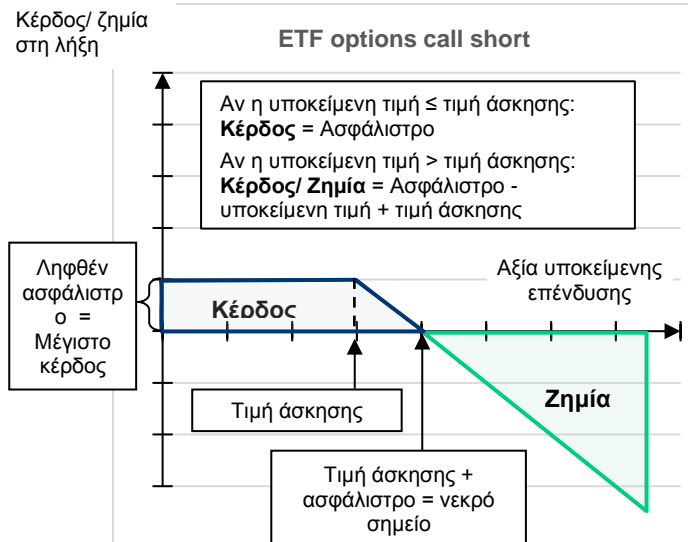 Κέρδος/ ζημία
στη λήξη
ETF options call short
Αν η υποκείμενη τιμή ≤ τιμή άσκησης:
Κέρδος = Ασφάλιστρο
Αν η υποκείμενη τιμή > τιμή άσκησης:
Κέρδος/ Ζημία = Ασφάλιστρο -
υποκείμενη τιμή + τιμή άσκησης
Ληφθέν
ασφάλιστρ
ο =
Μέγιστο
κέρδος
Αξία υποκείμενης
επένδυσης
Κέρδος
Ζημία
Τιμή άσκησης
Τιμή άσκησης +
ασφάλιστρο = νεκρό
σημείο